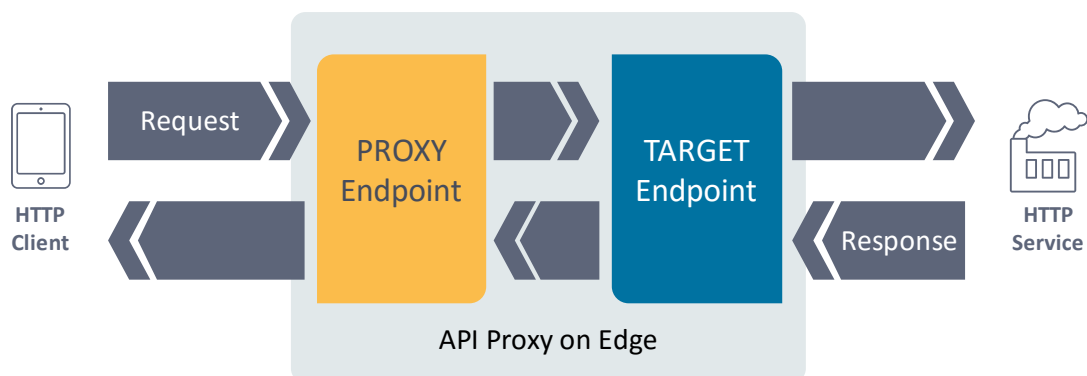 Request
PROXY
Endpoint
TARGET
Endpoint
HTTP
Client
Response
HTTP
Service
API Proxy on Edge